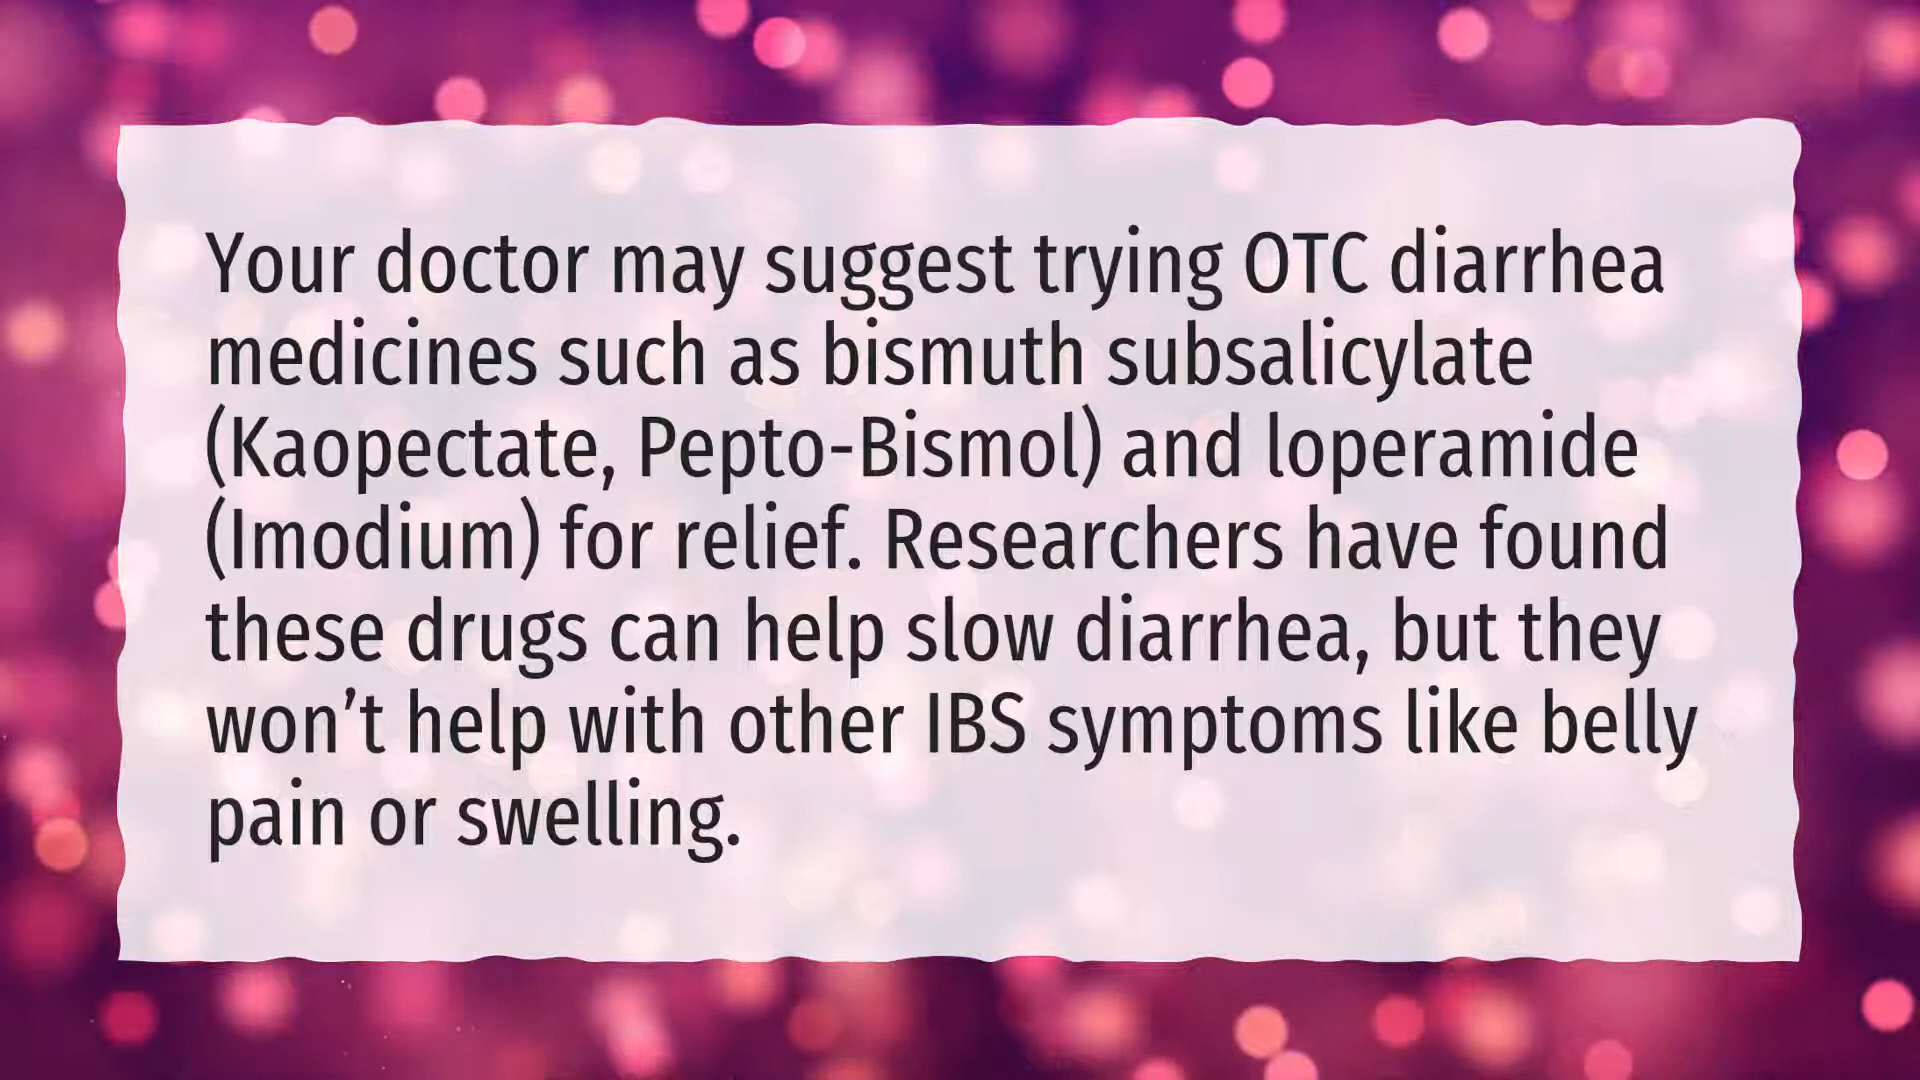 Your doctor may suggest trying OTC diarrhea
medicines such as bismuth subsalicylate
(Kaopectate, Pepto-Bismol) and loperamide
(Imodium) for relief. Researchers have found
these drugs can help slow diarrhea, but they
won’t help with other IBS symptoms like belly
pain or swelling.